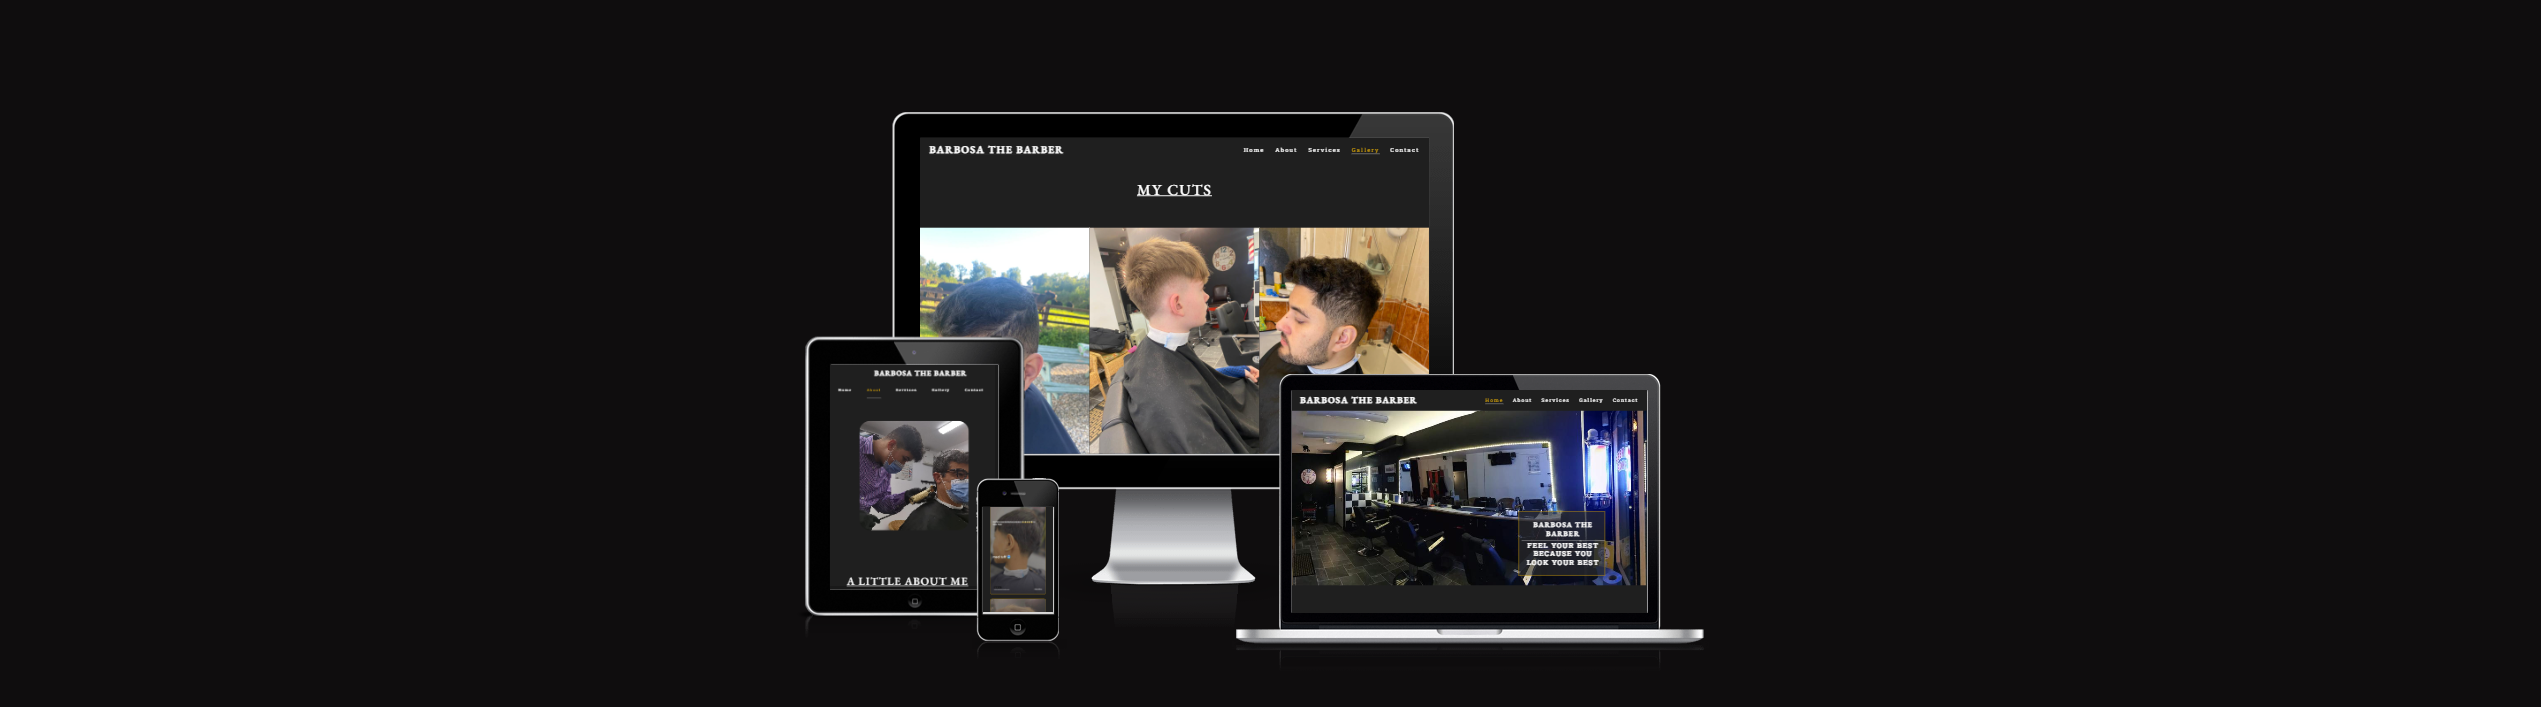 BARBOSA THE BARBER
Home About Services Gallery Contact
MY CUTS
BARBOSA THE BARBER
Home About Services Gallery Contact
A LITTLE ABOUT ME
BARBOSA THE BARBER
Home About Services Gallery Contact
BARBOSA THE
BARBER
FEEL YOUR BEST
BECAUSE YOU
LOOK YOUR BEST